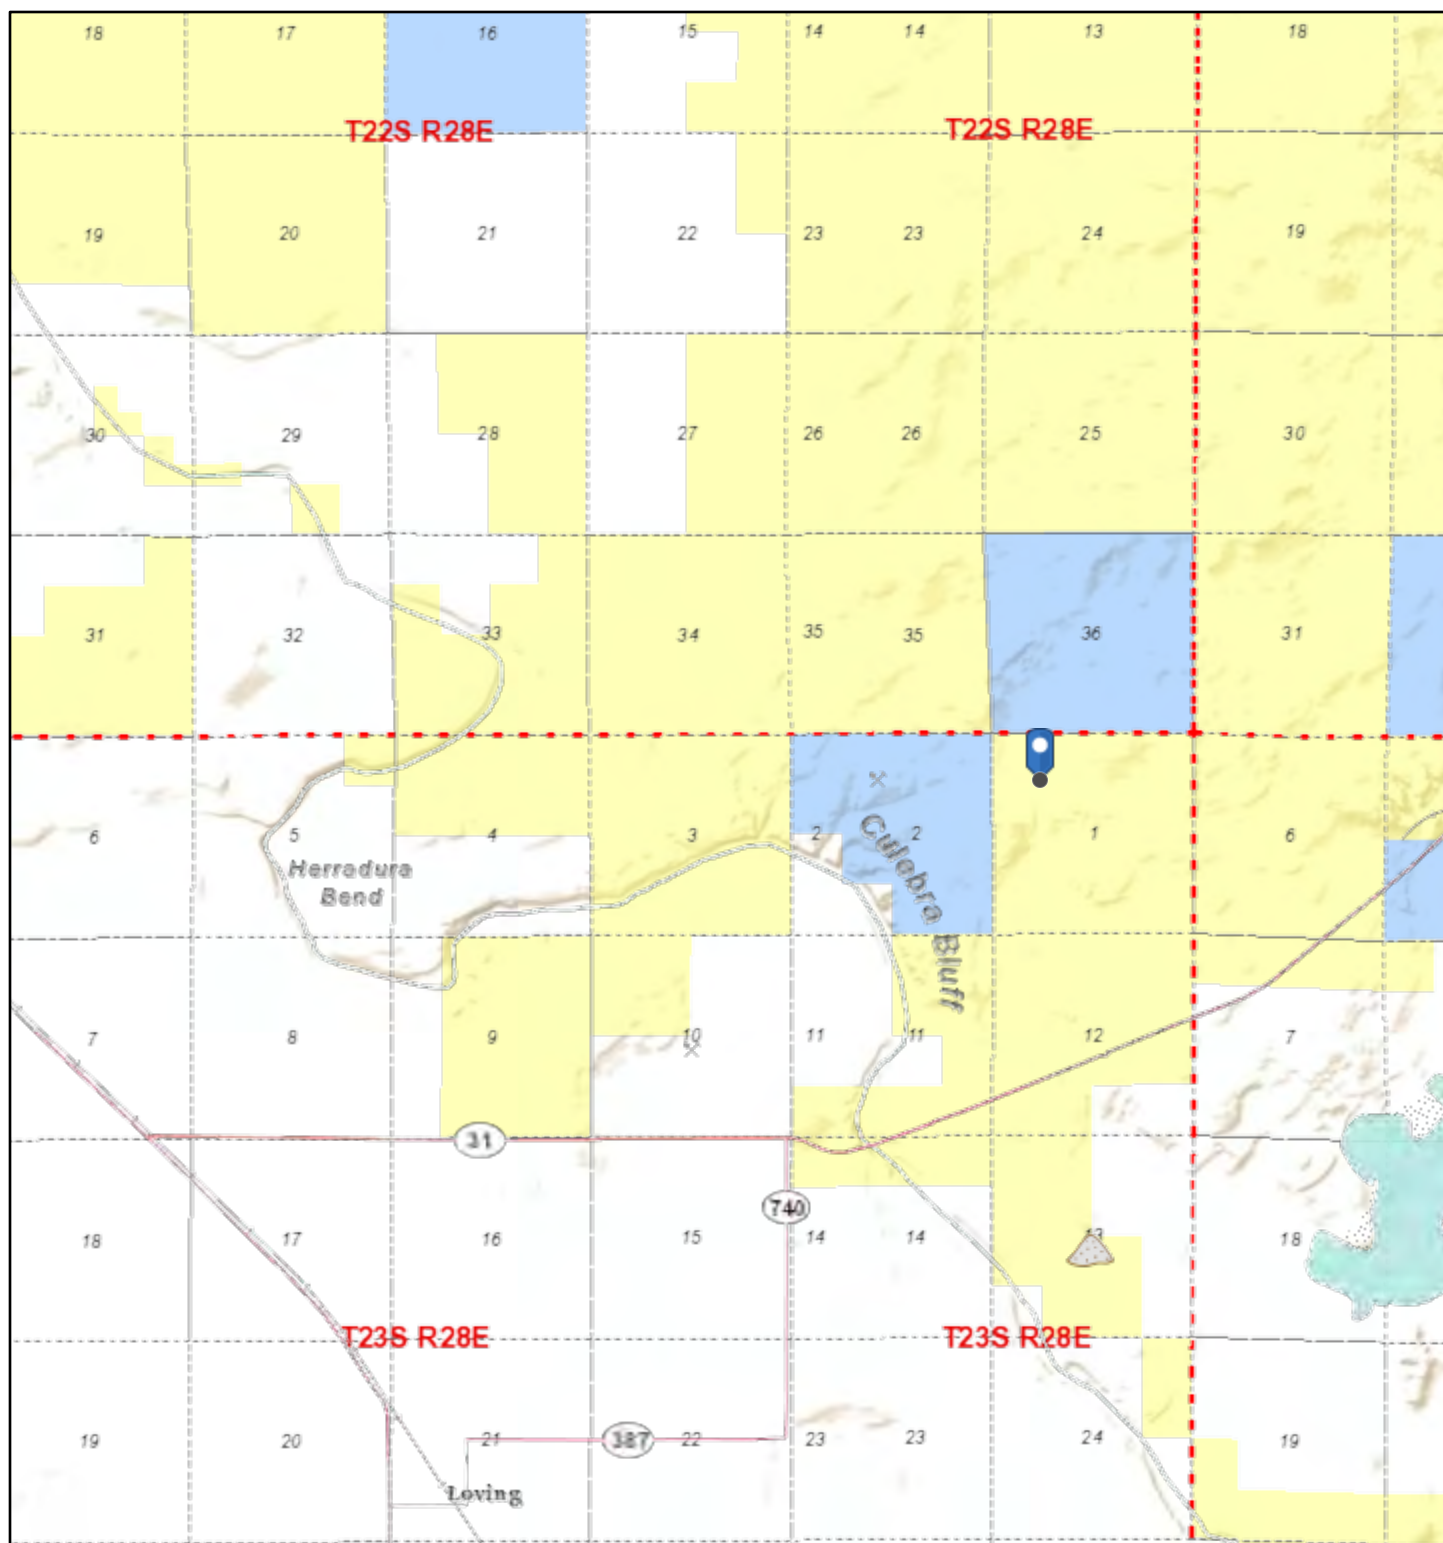 18 17 16 15 14 14 13 18
T22S R28E T22S R28E
19 20 21 22 23 23 24 19
30 29 28 27 26 26 25 30
31 32 33 34 35 35 36 31
6 5 4 3 2 2 1 6
Herradura
Bend
Culebra Bluff
7 8 9 10 11 11 12 7
31
740
18 17 16 15 14 14 13 18
T23S R28E T23S R28E
19 20 21 387 22 23 23 24 19
Loving